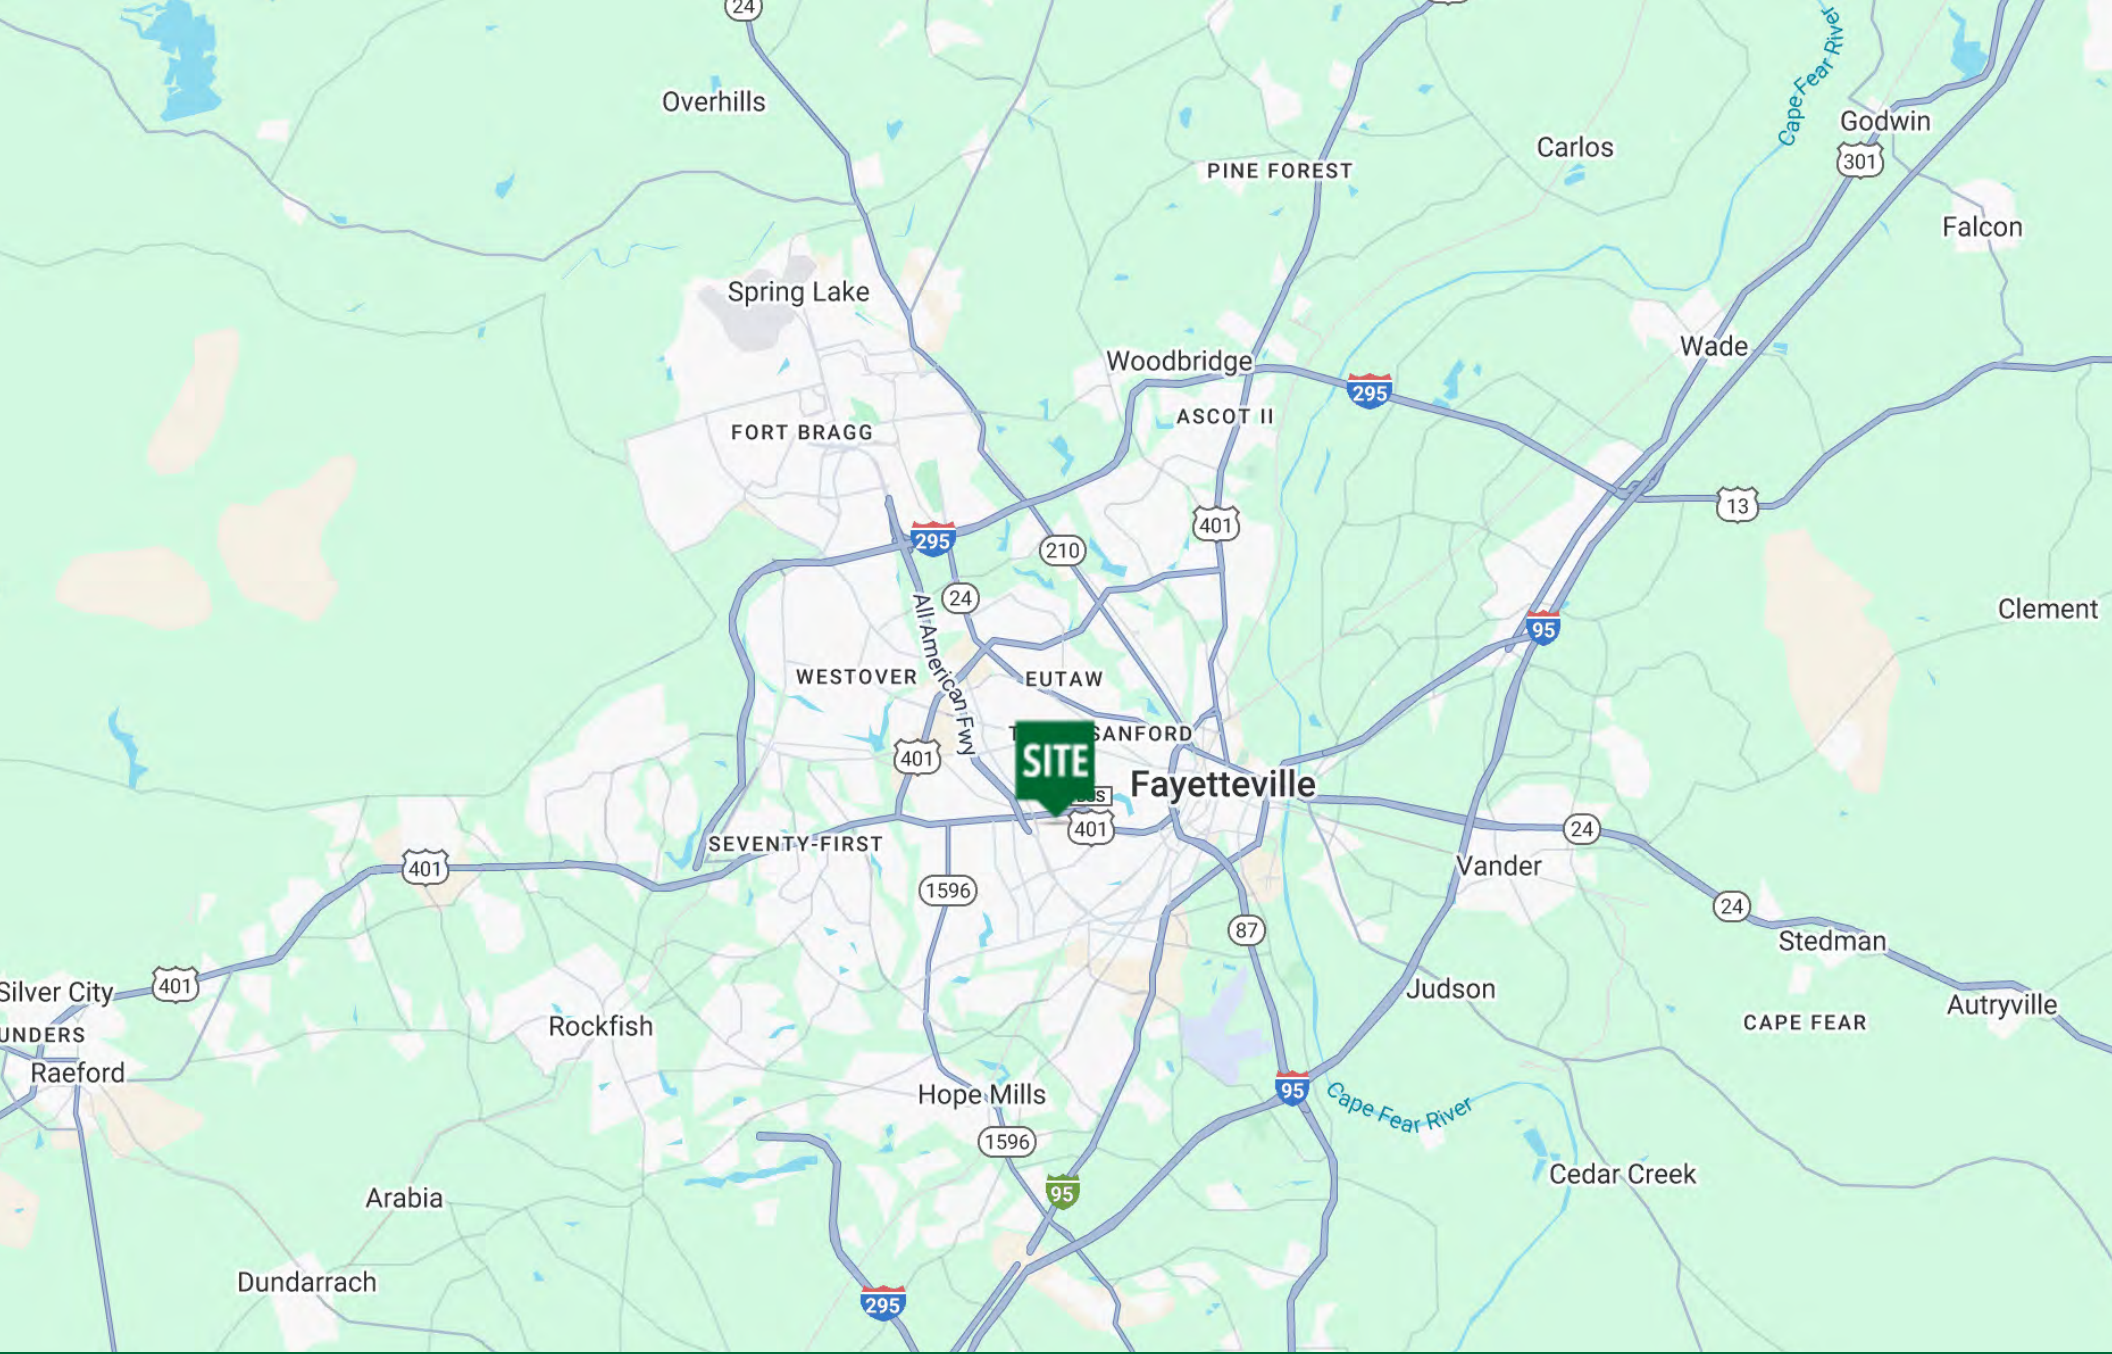 24
Cape Fear River
Overhills
Godwin
Carlos
301
PINE FOREST
Falcon
Spring Lake
Wade
Woodbridge
295
ASCOT II
FORT BRAGG
13
401
295
210
24
Clement
95
All American Fwy
WESTOVER
EUTAW
SANFORD
401
SITE
Fayetteville
BUS
401
24
SEVENTY-FIRST
401
Vander
1596
24
87
Stedman
401
Silver City
Judson
Autryville
Rockfish
CAPE FEAR
UNDERS
Raeford
Hope Mills
95
Cape Fear River
1596
Cedar Creek
95
Arabia
Dundarrach
295